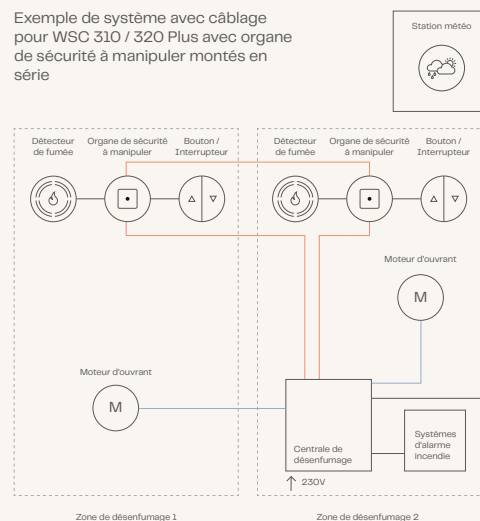 Exemple de système avec câblage
pour WSC 310 / 320 Plus avec organe
de sécurité à manipuler montés en
série
Station météo
Détecteur
de fumée
Organe de sécurité
à manipuler
Bouton /
Interrupteur
Détecteur
de fumée
Organe de sécurité
à manipuler
Bouton /
Interrupteur
Moteur d'ouvrant
M
Moteur d'ouvrant
M
Centrale de
désenfumage
Systèmes
d'alarme
incendie
230V
Zone de désenfumage 1
Zone de désenfumage 2